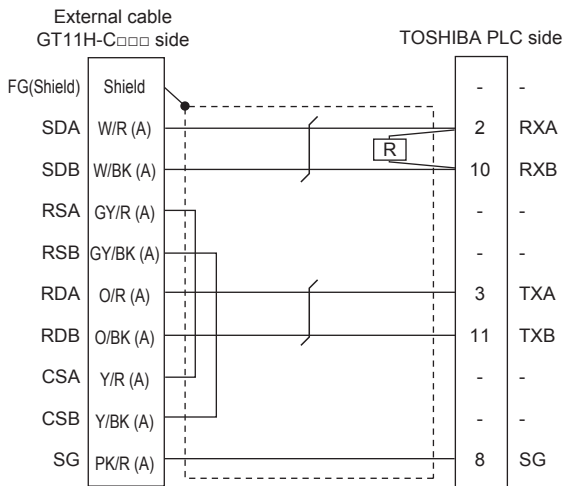 External cable
GT11H-C□□□ side
TOSHIBA PLC side
FG(Shield) Shield - -
SDA W/R (A) 2 RXA
R
SDB W/BK (A) 10 RXB
RSA GY/R (A) - -
RSB GY/BK (A) - -
RDA O/R (A) 3 TXA
RDB O/BK (A) 11 TXB
CSA Y/R (A) - -
CSB Y/BK (A) - -
SG PK/R (A) 8 SG